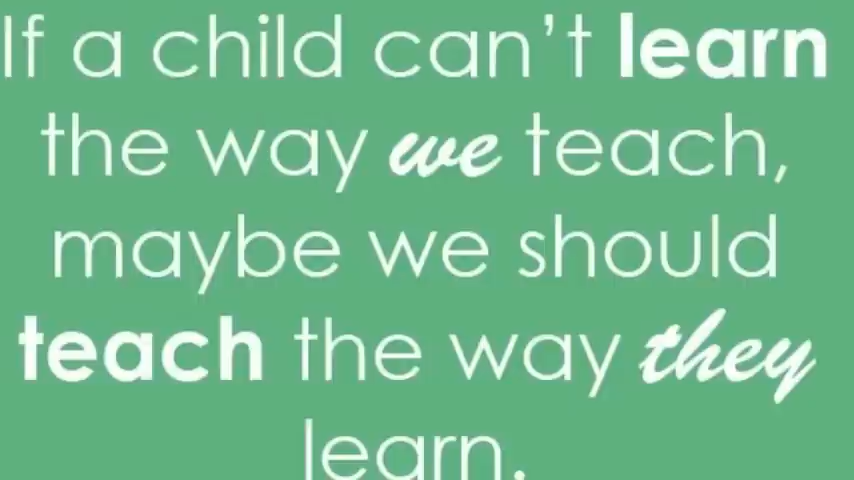 If a child can’t learn
the way we teach,
maybe we should
teach the way they
learn.